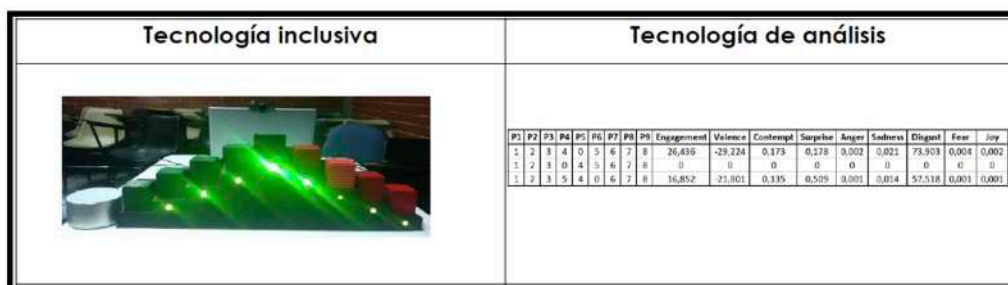 Tecnología inclusiva
Tecnología de análisis
P1 P2 P3 P4 P5 P6 P7 P8 P9 Engagement Valence Contempt Surprise Anger Sadness Disgust Fear Joy
1 2 3 4 0 5 6 7 8 26,436 -29,224 0,173 0,178 0,002 0,021 73,903 0,004 0,002
1 2 3 0 4 5 6 7 8 0 0 0 0 0 0 0 0 0
1 2 3 5 4 0 6 7 8 16,852 -21,801 0,135 0,509 0,001 0,014 57,518 0,001 0,001